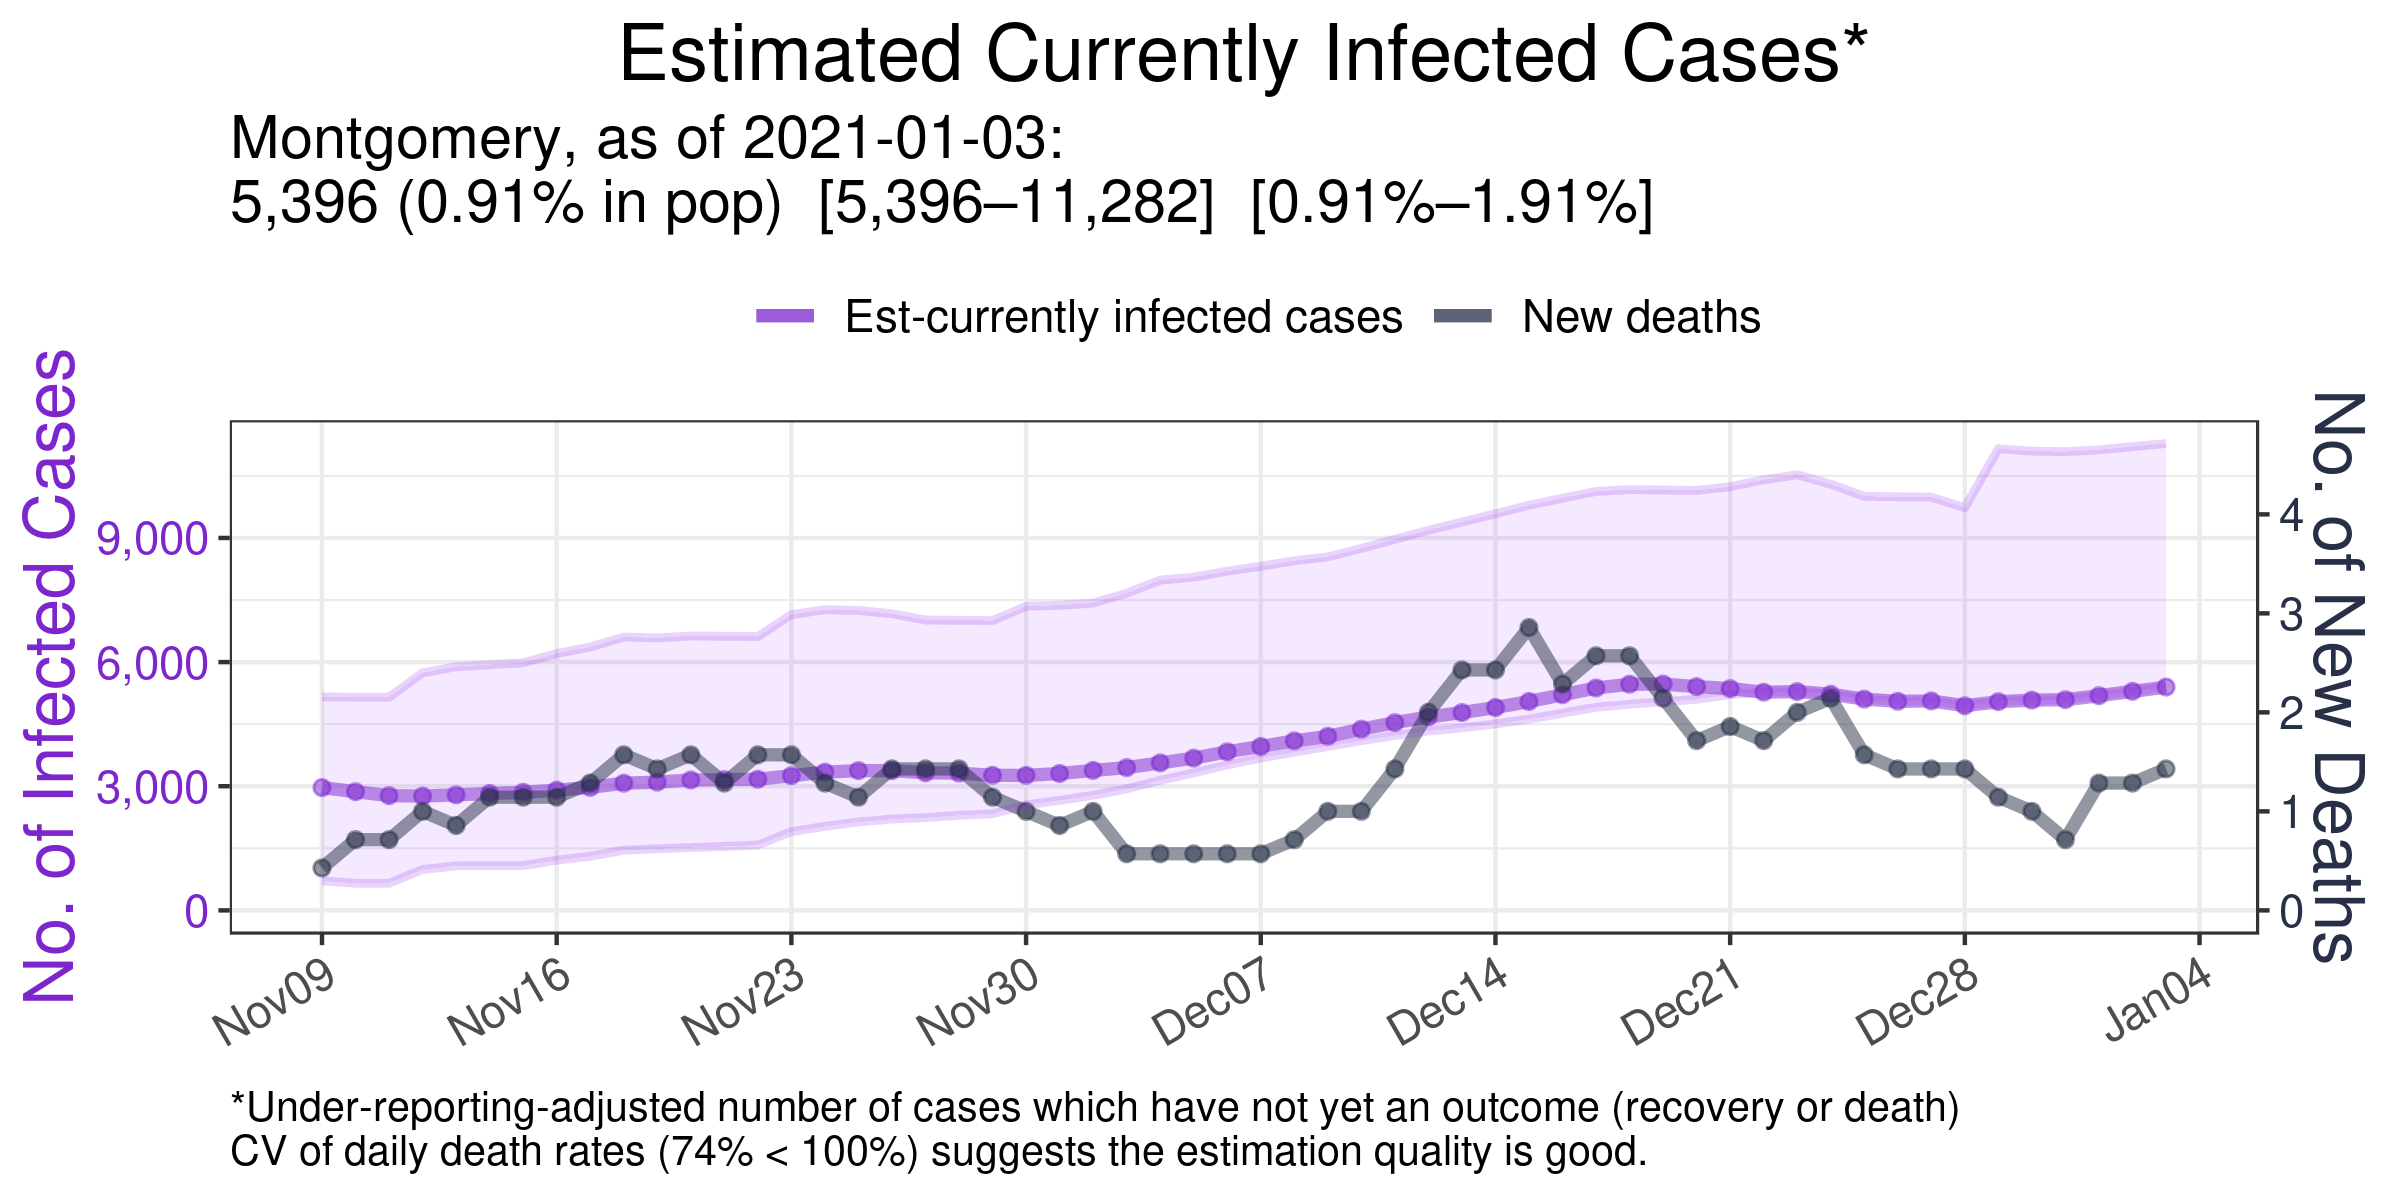 Estimated Currently Infected Cases*
Montgomery, as of 2021-01-03:
5,396 (0.91% in pop)  [5,396–11,282]  [0.91%–1.91%]
Est-currently infected cases
New deaths
No. of Infected Cases
9,000
6,000
3,000
0
No. of New Deaths
4
3
2
1
0
Nov09
Nov16
Nov23
Nov30
Dec07
Dec14
Dec21
Dec28
Jan04
*Under-reporting-adjusted number of cases which have not yet an outcome (recovery or death)
CV of daily death rates (74% < 100%) suggests the estimation quality is good.